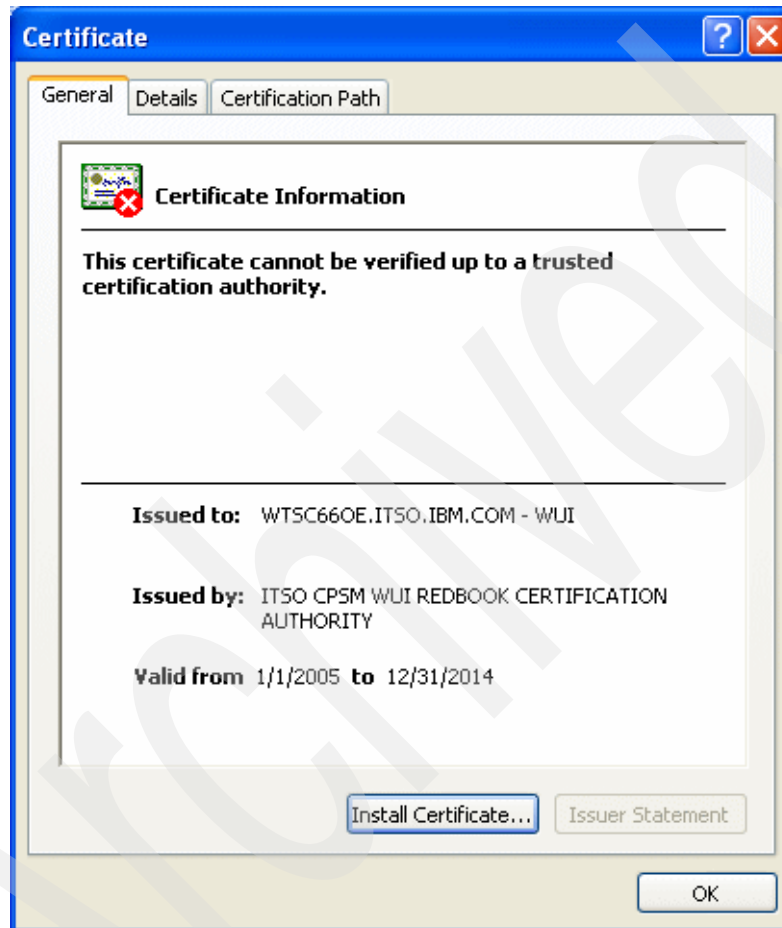 Certificate
General Details Certification Path
Certificate Information
This certificate cannot be verified up to a trusted
certification authority.
Issued to: WTSC66OE.ITSO.IBM.COM - WUI
Issued by: ITSO CPSM WUI REDBOOK CERTIFICATION
AUTHORITY
Valid from 1/1/2005 to 12/31/2014
Install Certificate... Issuer Statement
OK
rchived